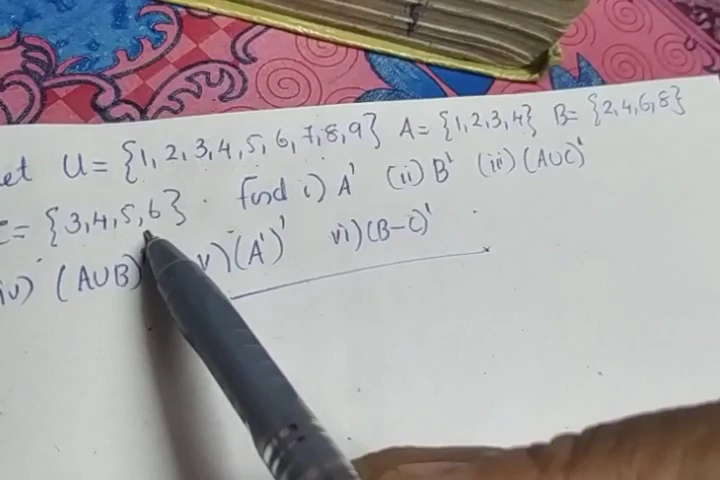 et U = {1, 2, 3, 4, 5, 6, 7, 8, 9} A = {1, 2, 3, 4} B = {2, 4, 6, 8}
= {3, 4, 5, 6} . find i) A' (ii) B' (iii) (A∪C)'
iv) (A∪B) v) (A')' vi) (B-C)'